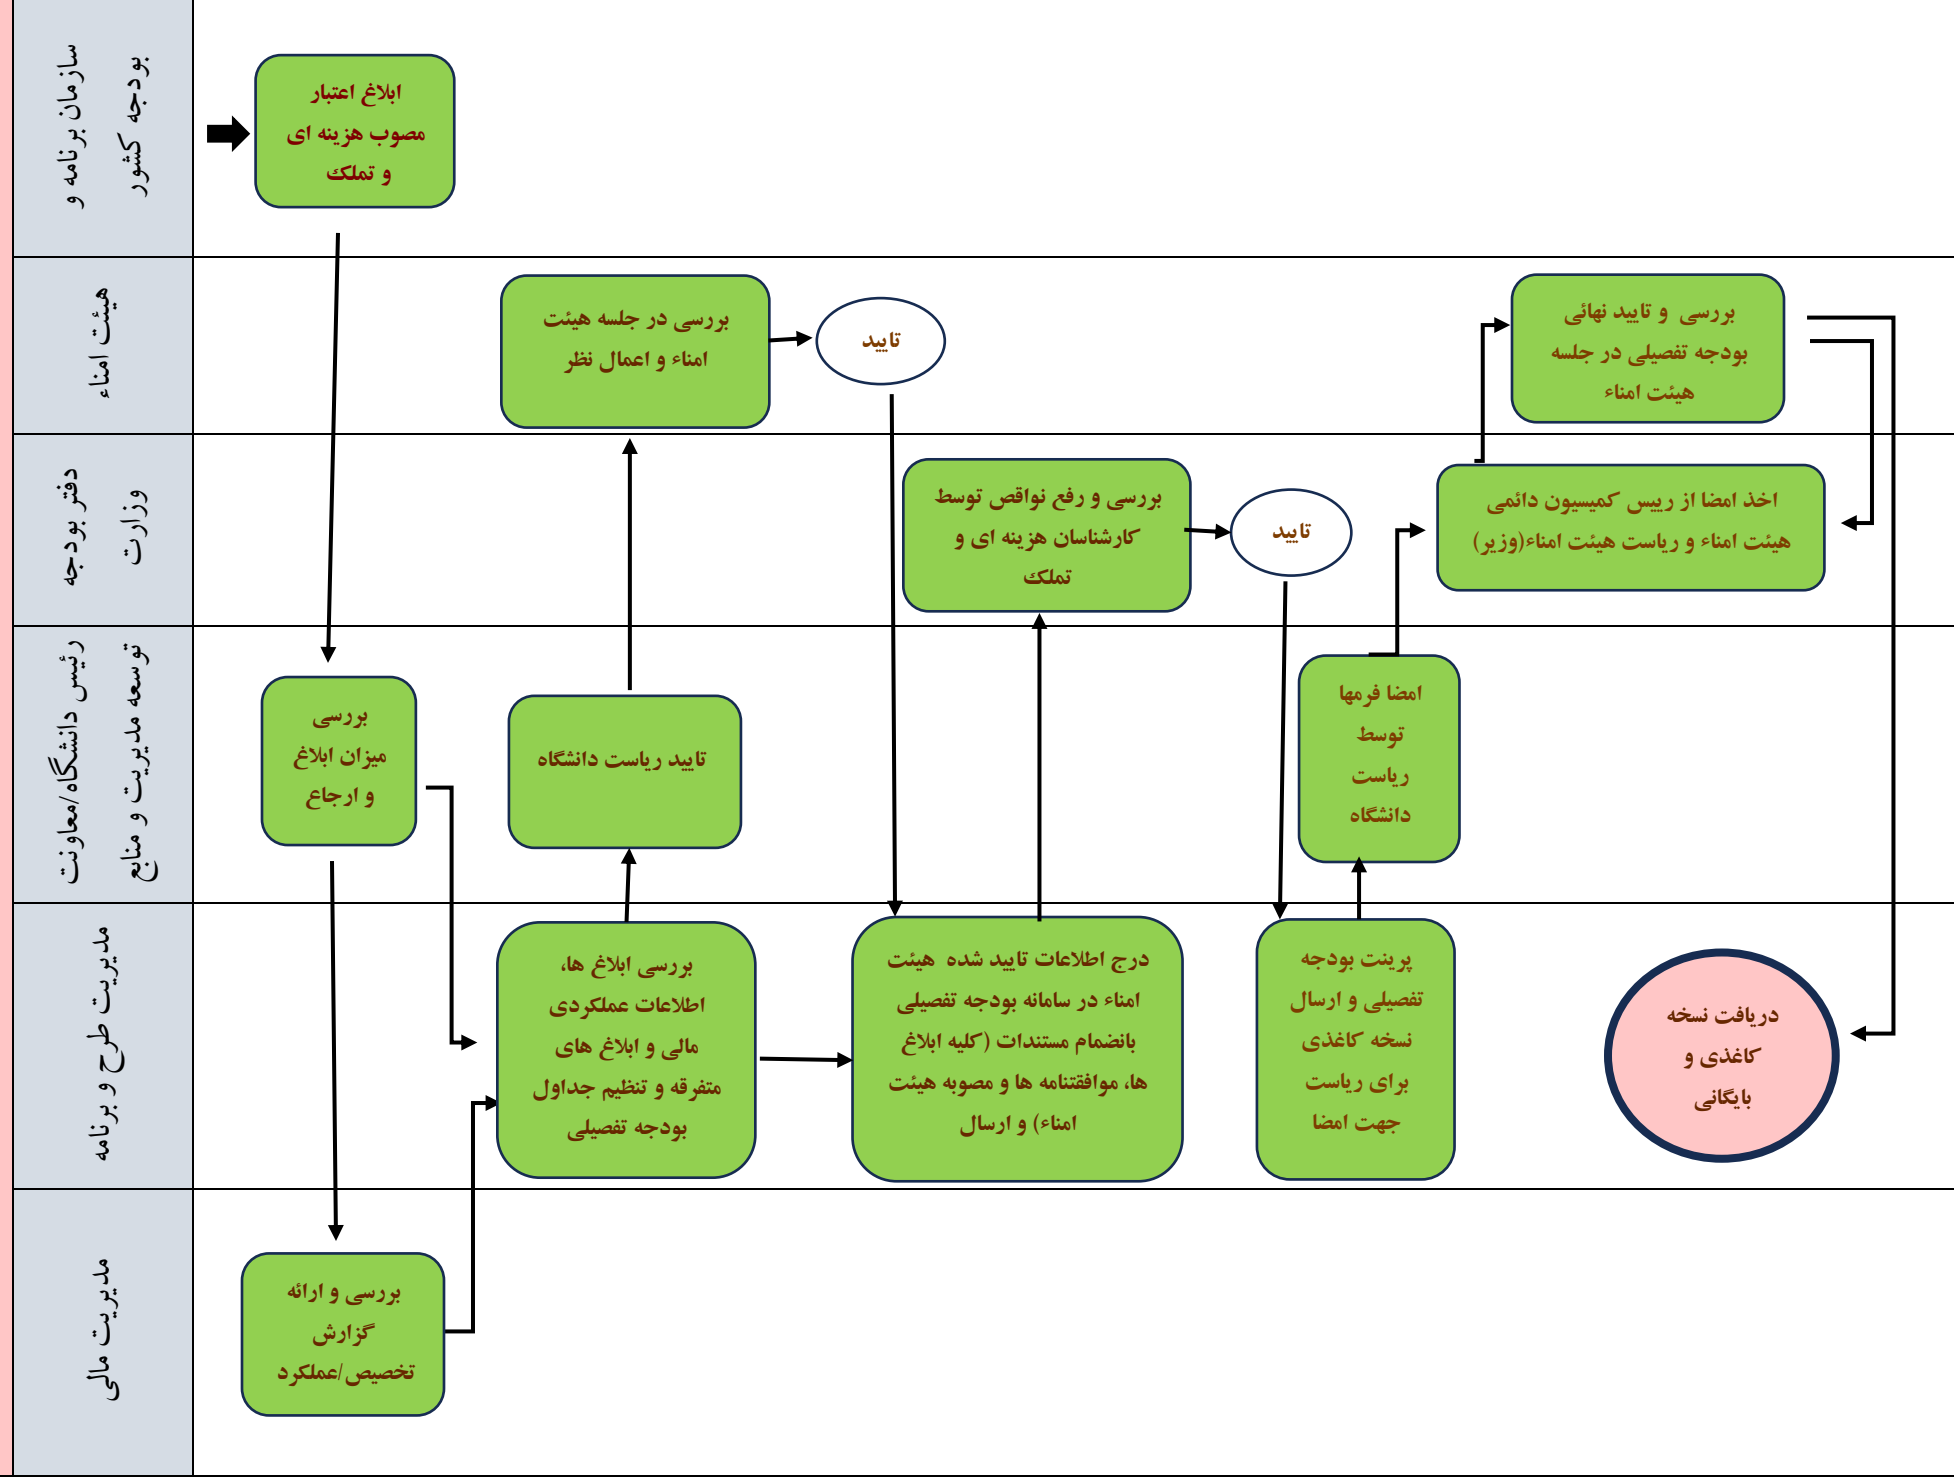 سازمان برنامه و
بودجه کشور
ابلاغ اعتبار
مصوب هزینه ای
و تملک
هیئت امناء
بررسی در جلسه هیئت
امناء و اعمال نظر
تایید
بررسی و تایید نهائی
بودجه تفصیلی در جلسه
هیئت امناء
دفتر بودجه
وزارت
بررسی و رفع نواقص توسط
کارشناسان هزینه ای و
تملک
تایید
اخذ امضا از رییس کمیسیون دائمی
هیئت امناء و ریاست هیئت امناء(وزیر)
رئیس دانشگاه/معاونت
توسعه مدیریت و منابع
بررسی
میزان ابلاغ
و ارجاع
تایید ریاست دانشگاه
امضا فرمها
توسط
ریاست
دانشگاه
مدیریت طرح و برنامه
بررسی ابلاغ ها،
اطلاعات عملکردی
مالی و ابلاغ های
متفرقه و تنظیم جداول
بودجه تفصیلی
درج اطلاعات تایید شده هیئت
امناء در سامانه بودجه تفصیلی
بانضمام مستندات (کلیه ابلاغ
ها، موافقتنامه ها و مصوبه هیئت
امناء) و ارسال
پرینت بودجه
تفصیلی و ارسال
نسخه کاغذی
برای ریاست
جهت امضا
دریافت نسخه
کاغذی و
بایگانی
مدیریت مالی
بررسی و ارائه
گزارش
تخصیص/عملکرد